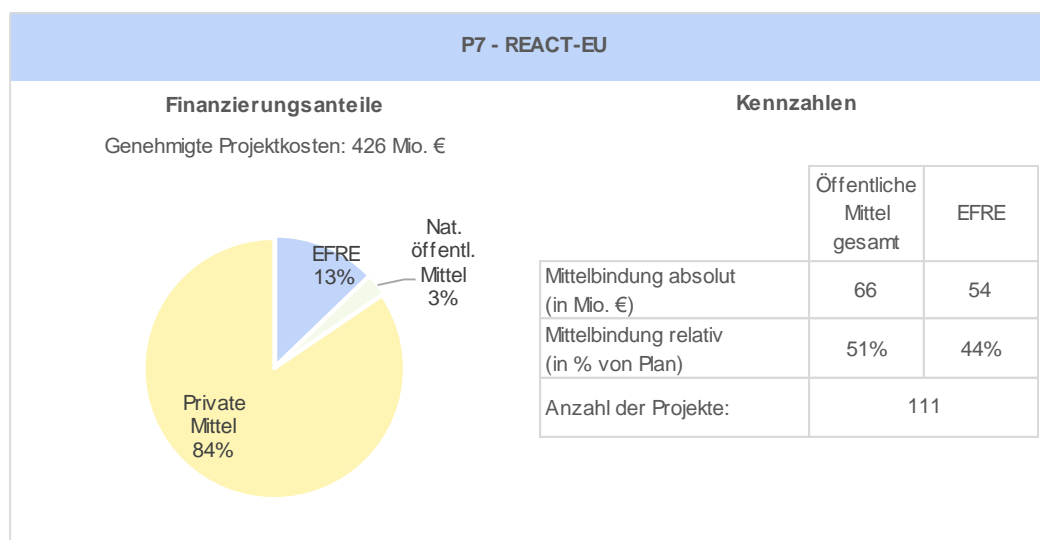 P7 - REACT-EU
Finanzierungsanteile
Genehmigte Projektkosten: 426 Mio. €
EFRE
13%
Nat.
öffentl.
Mittel
3%
Private
Mittel
84%
Kennzahlen
Öffentliche
Mittel
gesamt
EFRE
Mittelbindung absolut
(in Mio. €)
66
54
Mittelbindung relativ
(in % von Plan)
51%
44%
Anzahl der Projekte:
111